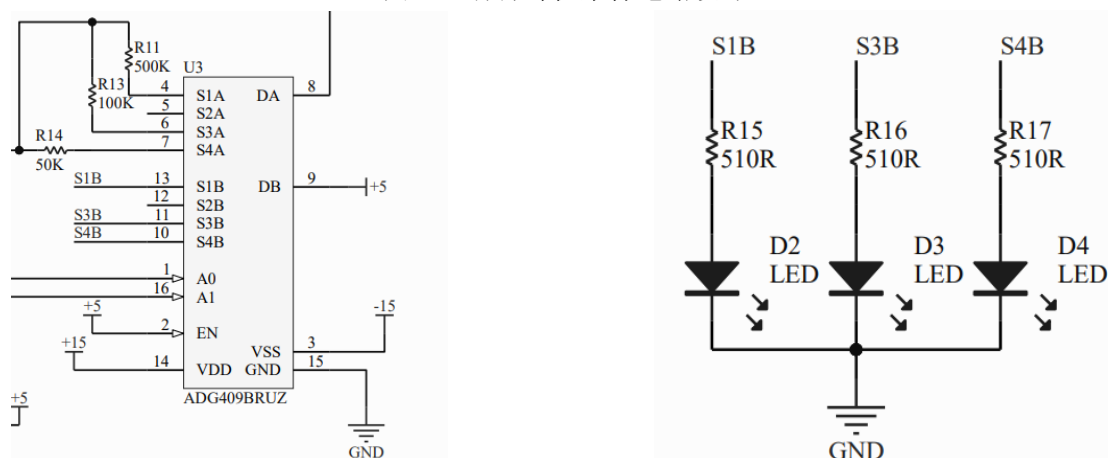 R11
500K
R13
100K
R14
50K
U3
4 S1A DA 8
5 S2A
6 S3A
7 S4A
S1B 13 S1B DB 9 +5
12 S2B
S3B 11 S3B
S4B 10 S4B
1 A0
16 A1
+5 2 EN -15
+15 VSS 3
14 VDD GND 15
ADG409BRUZ
+5
GND
S1B S3B S4B
R15 R16 R17
510R 510R 510R
D2 D3 D4
LED LED LED
GND